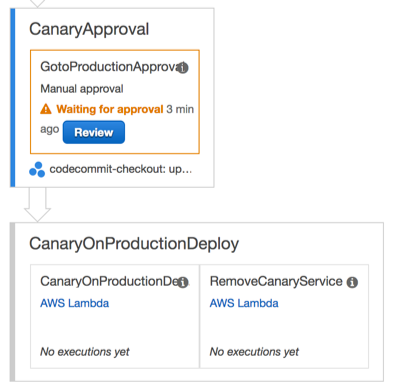 CanaryApproval
GotoProductionApproval
Manual approval
Waiting for approval 3 min
ago Review
codecommit-checkout: up...
CanaryOnProductionDeploy
CanaryOnProductionDe
RemoveCanaryService
AWS Lambda
AWS Lambda
No executions yet
No executions yet